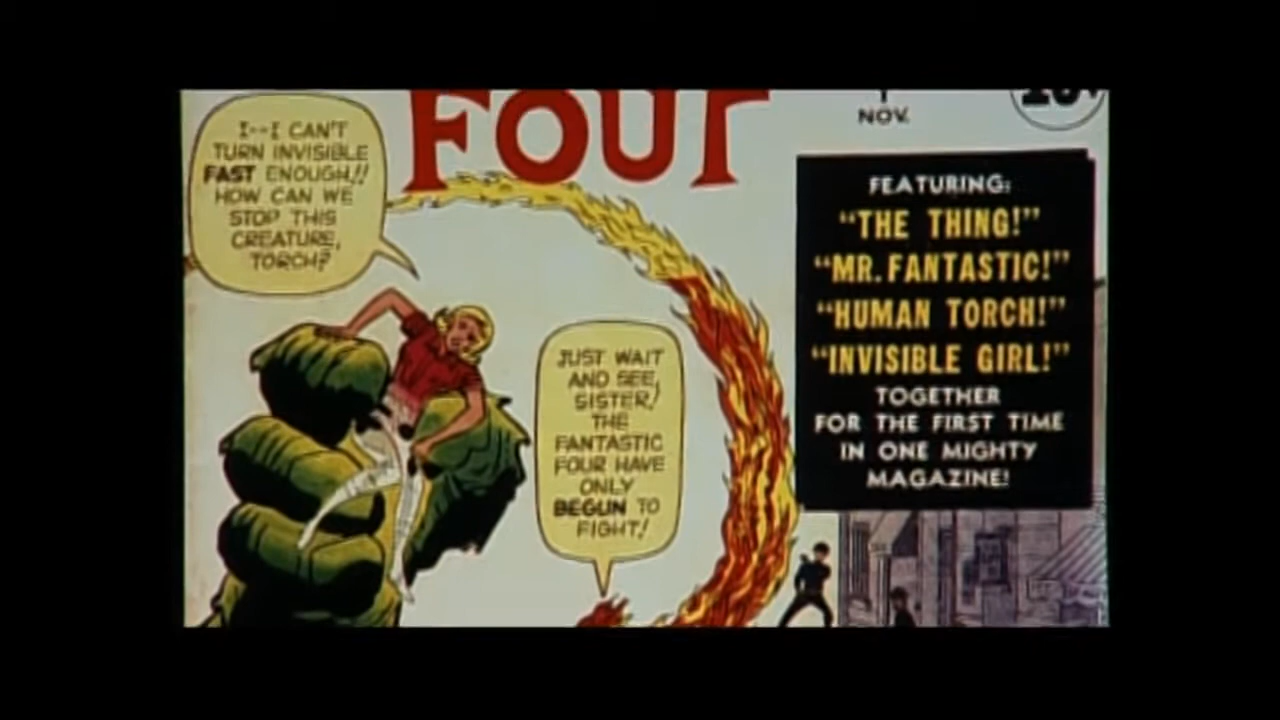 FOUR
1
NOV.
10¢
I--I CAN'T
TURN INVISIBLE
FAST ENOUGH!!
HOW CAN WE
STOP THIS
CREATURE,
TORCH?
JUST WAIT
AND SEE,
SISTER!
THE
FANTASTIC
FOUR HAVE
ONLY
BEGUN TO
FIGHT!
FEATURING:
"THE THING!"
"MR. FANTASTIC!"
"HUMAN TORCH!"
"INVISIBLE GIRL!"
TOGETHER
FOR THE FIRST TIME
IN ONE MIGHTY
MAGAZINE!